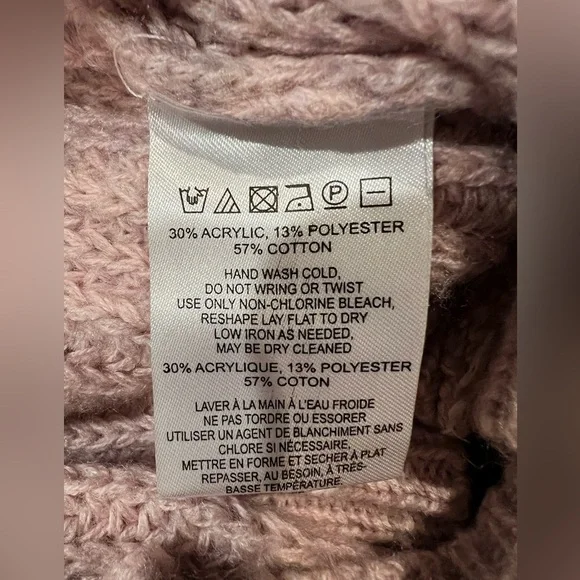 P
30% ACRYLIC, 13% POLYESTER
57% COTTON
HAND WASH COLD,
DO NOT WRING OR TWIST
USE ONLY NON-CHLORINE BLEACH,
RESHAPE LAY FLAT TO DRY
LOW IRON AS NEEDED,
MAY BE DRY CLEANED
30% ACRYLIQUE, 13% POLYESTER
57% COTON
LAVER À LA MAIN À L'EAU FROIDE
NE PAS TORDRE OU ESSORER
UTILISER UN AGENT DE BLANCHIMENT SANS
CHLORE SI NÉCESSAIRE,
METTRE EN FORME ET SECHER À PLAT
REPASSER, AU BESOIN, À TRÈS-
BASSE TEMPÉRATURE.